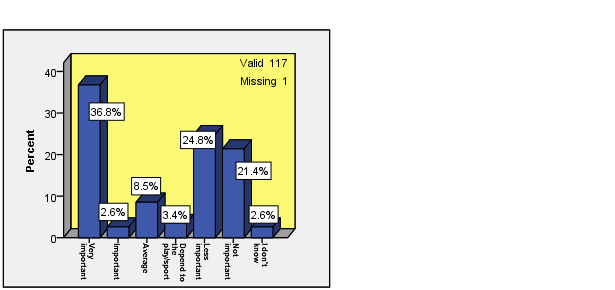 Valid 117
Missing 1
Percent
40
30
20
10
0
36.8%
2.6%
8.5%
3.4%
24.8%
21.4%
2.6%
Very
important
Important
Average
Depend to
the
play/sport
Less
important
Not
important
I don't
know